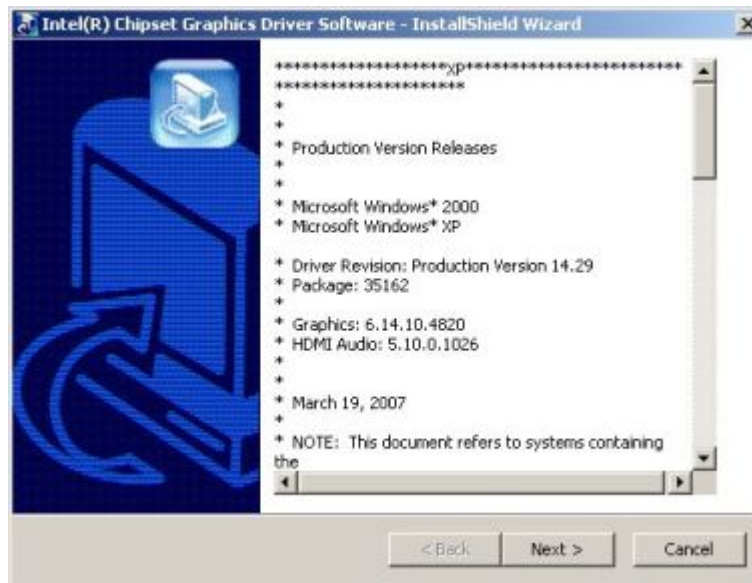 Intel(R) Chipset Graphics Driver Software - InstallShield Wizard
********************XP*************************
**********************
*
*
* Production Version Releases
*
*
* Microsoft Windows* 2000
* Microsoft Windows* XP
* Driver Revision: Production Version 14.29
* Package: 35162
*
* Graphics: 6.14.10.4820
* HDMI Audio: 5.10.0.1026
*
*
* March 19, 2007
*
* NOTE: This document refers to systems containing
the
< Back
Next >
Cancel